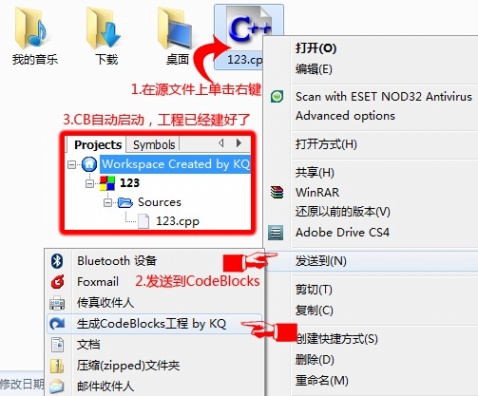 我的音乐
下载
桌面
C++
123.cp
1.在源文件上单击右键
3.CB自动启动，工程已经建好了
Projects
Symbols
Workspace Created by KQ
123
Sources
123.cpp
打开(O)
编辑(E)
Scan with ESET NOD32 Antivirus
Advanced options
打开方式(H)
共享(H)
WinRAR
还原以前的版本(V)
Adobe Drive CS4
发送到(N)
剪切(T)
复制(C)
创建快捷方式(S)
删除(D)
重命名(M)
Bluetooth 设备
Foxmail
2.发送到CodeBlocks
传真收件人
生成CodeBlocks工程 by KQ
文档
压缩(zipped)文件夹
邮件收件人
修改日期